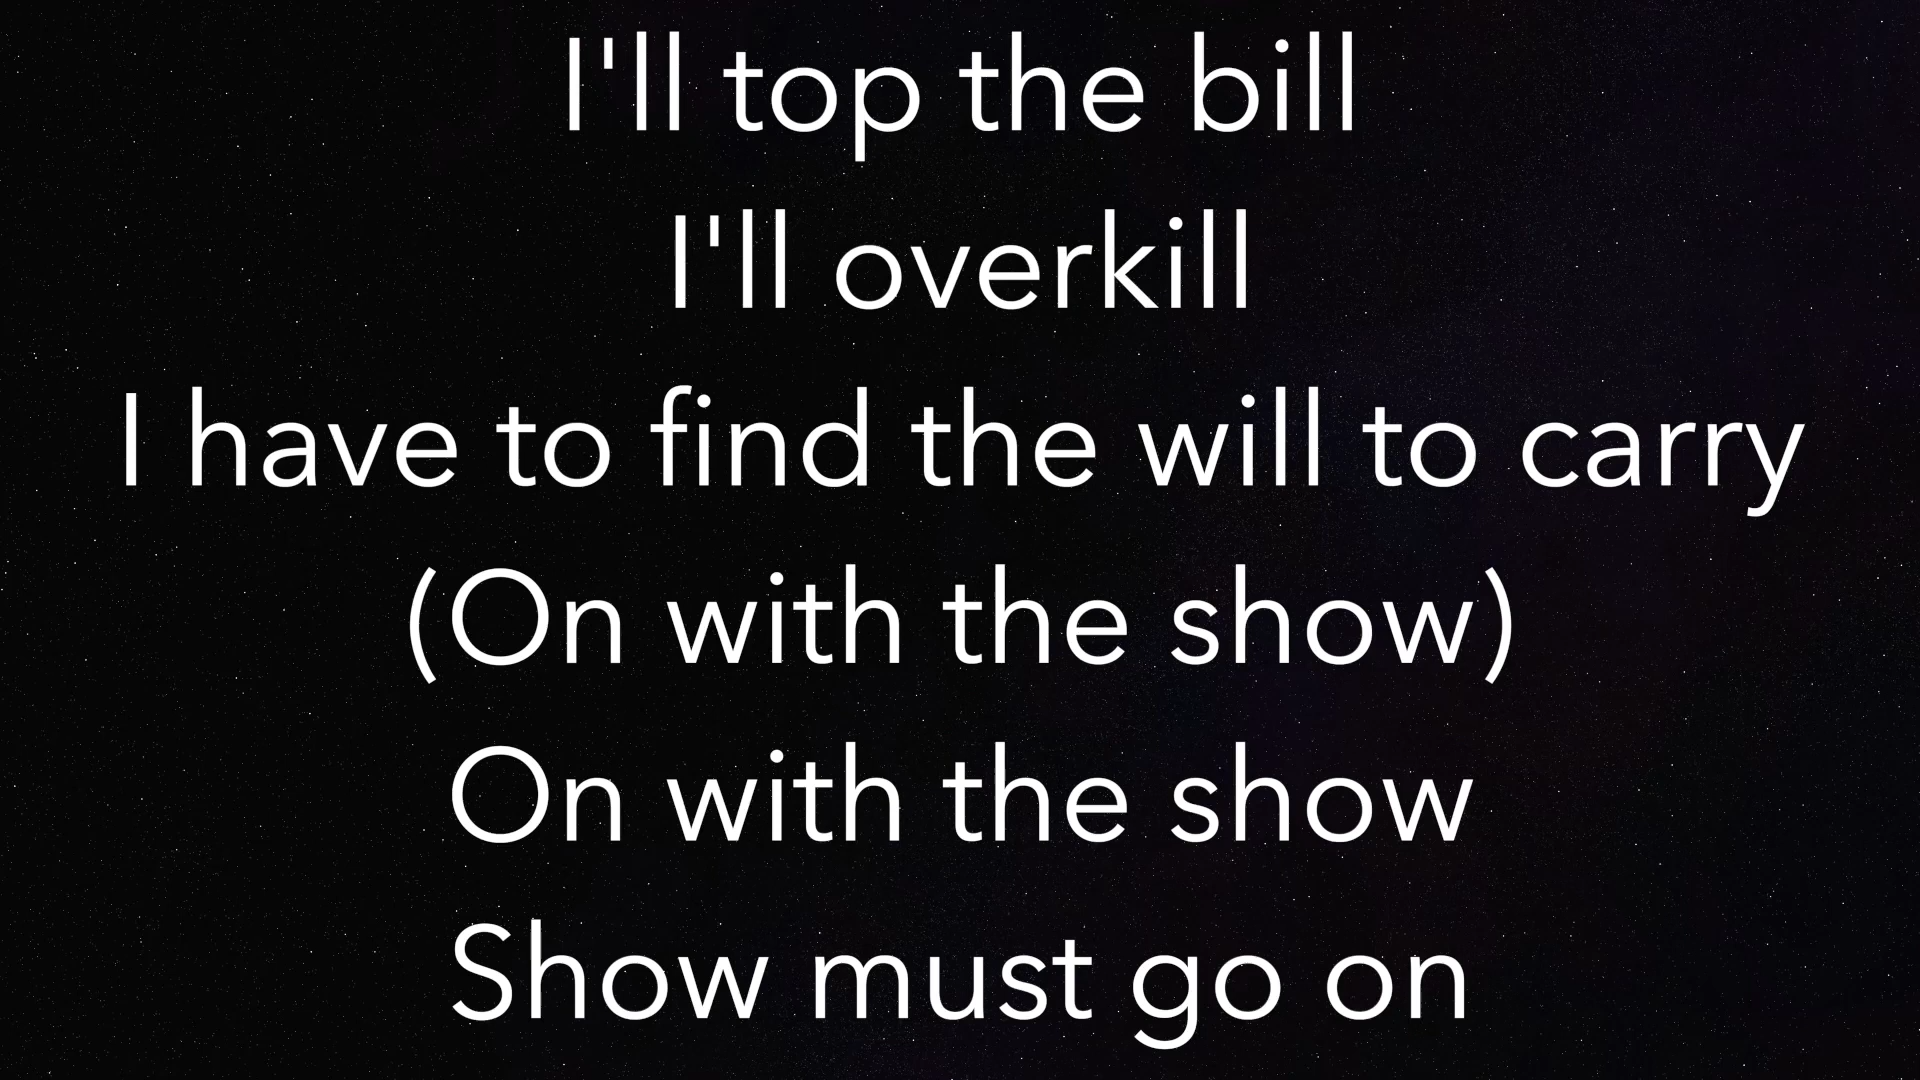 I'll top the bill
I'll overkill
I have to find the will to carry
(On with the show)
On with the show
Show must go on